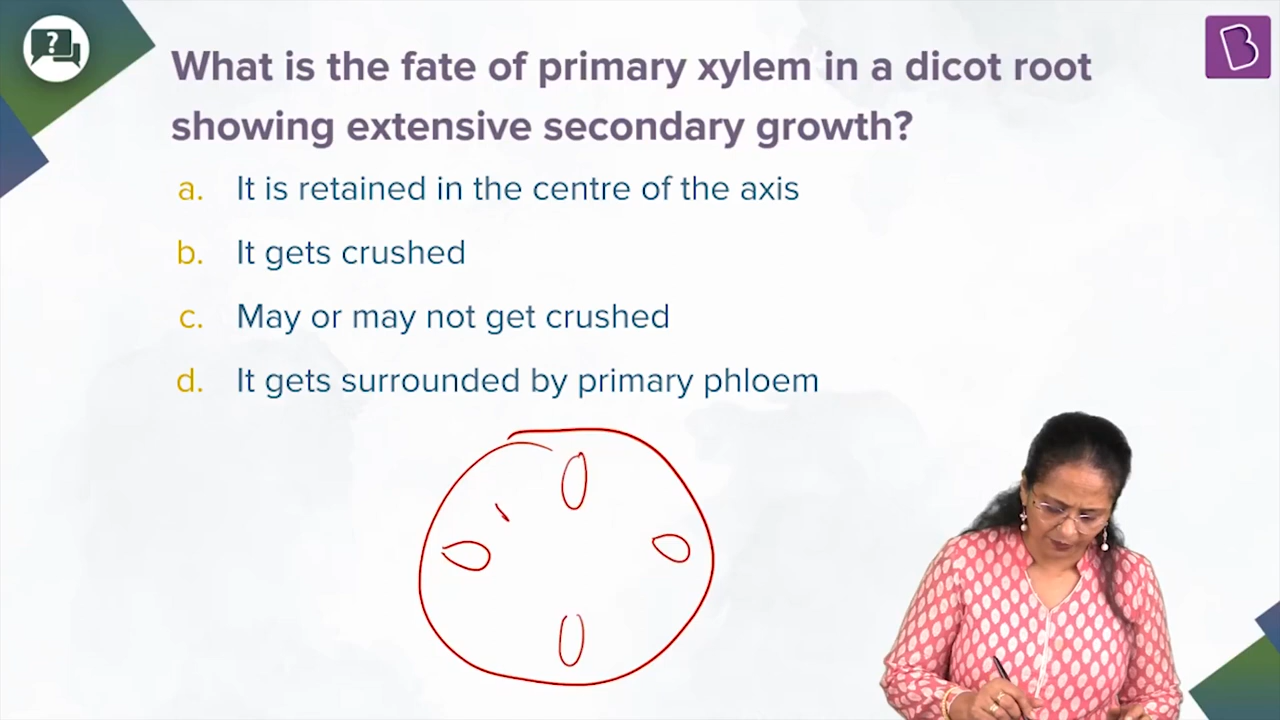 What is the fate of primary xylem in a dicot root
showing extensive secondary growth?
a. It is retained in the centre of the axis
b. It gets crushed
c. May or may not get crushed
d. It gets surrounded by primary phloem